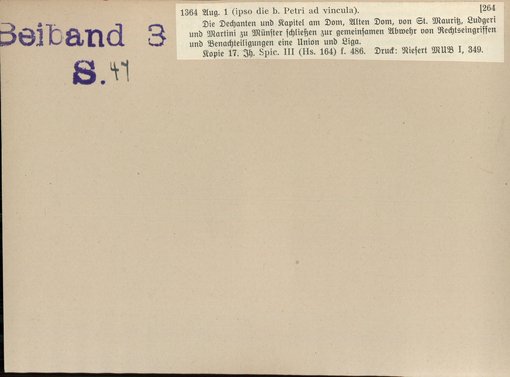 Beiband 3
S. 47
1364 Aug. 1 (ipso die b. Petri ad vincula). [264
Die Dechanten und Kapitel am Dom, Alten Dom, von St. Mauritz, Ludgeri
und Martini zu Münster schließen zur gemeinsamen Abwehr von Rechtseingriffen
und Benachteiligungen eine Union und Liga.
Kopie 17. Jh. Spic. III (Hs. 164) f. 486. Druck: Niesert MUB I, 349.